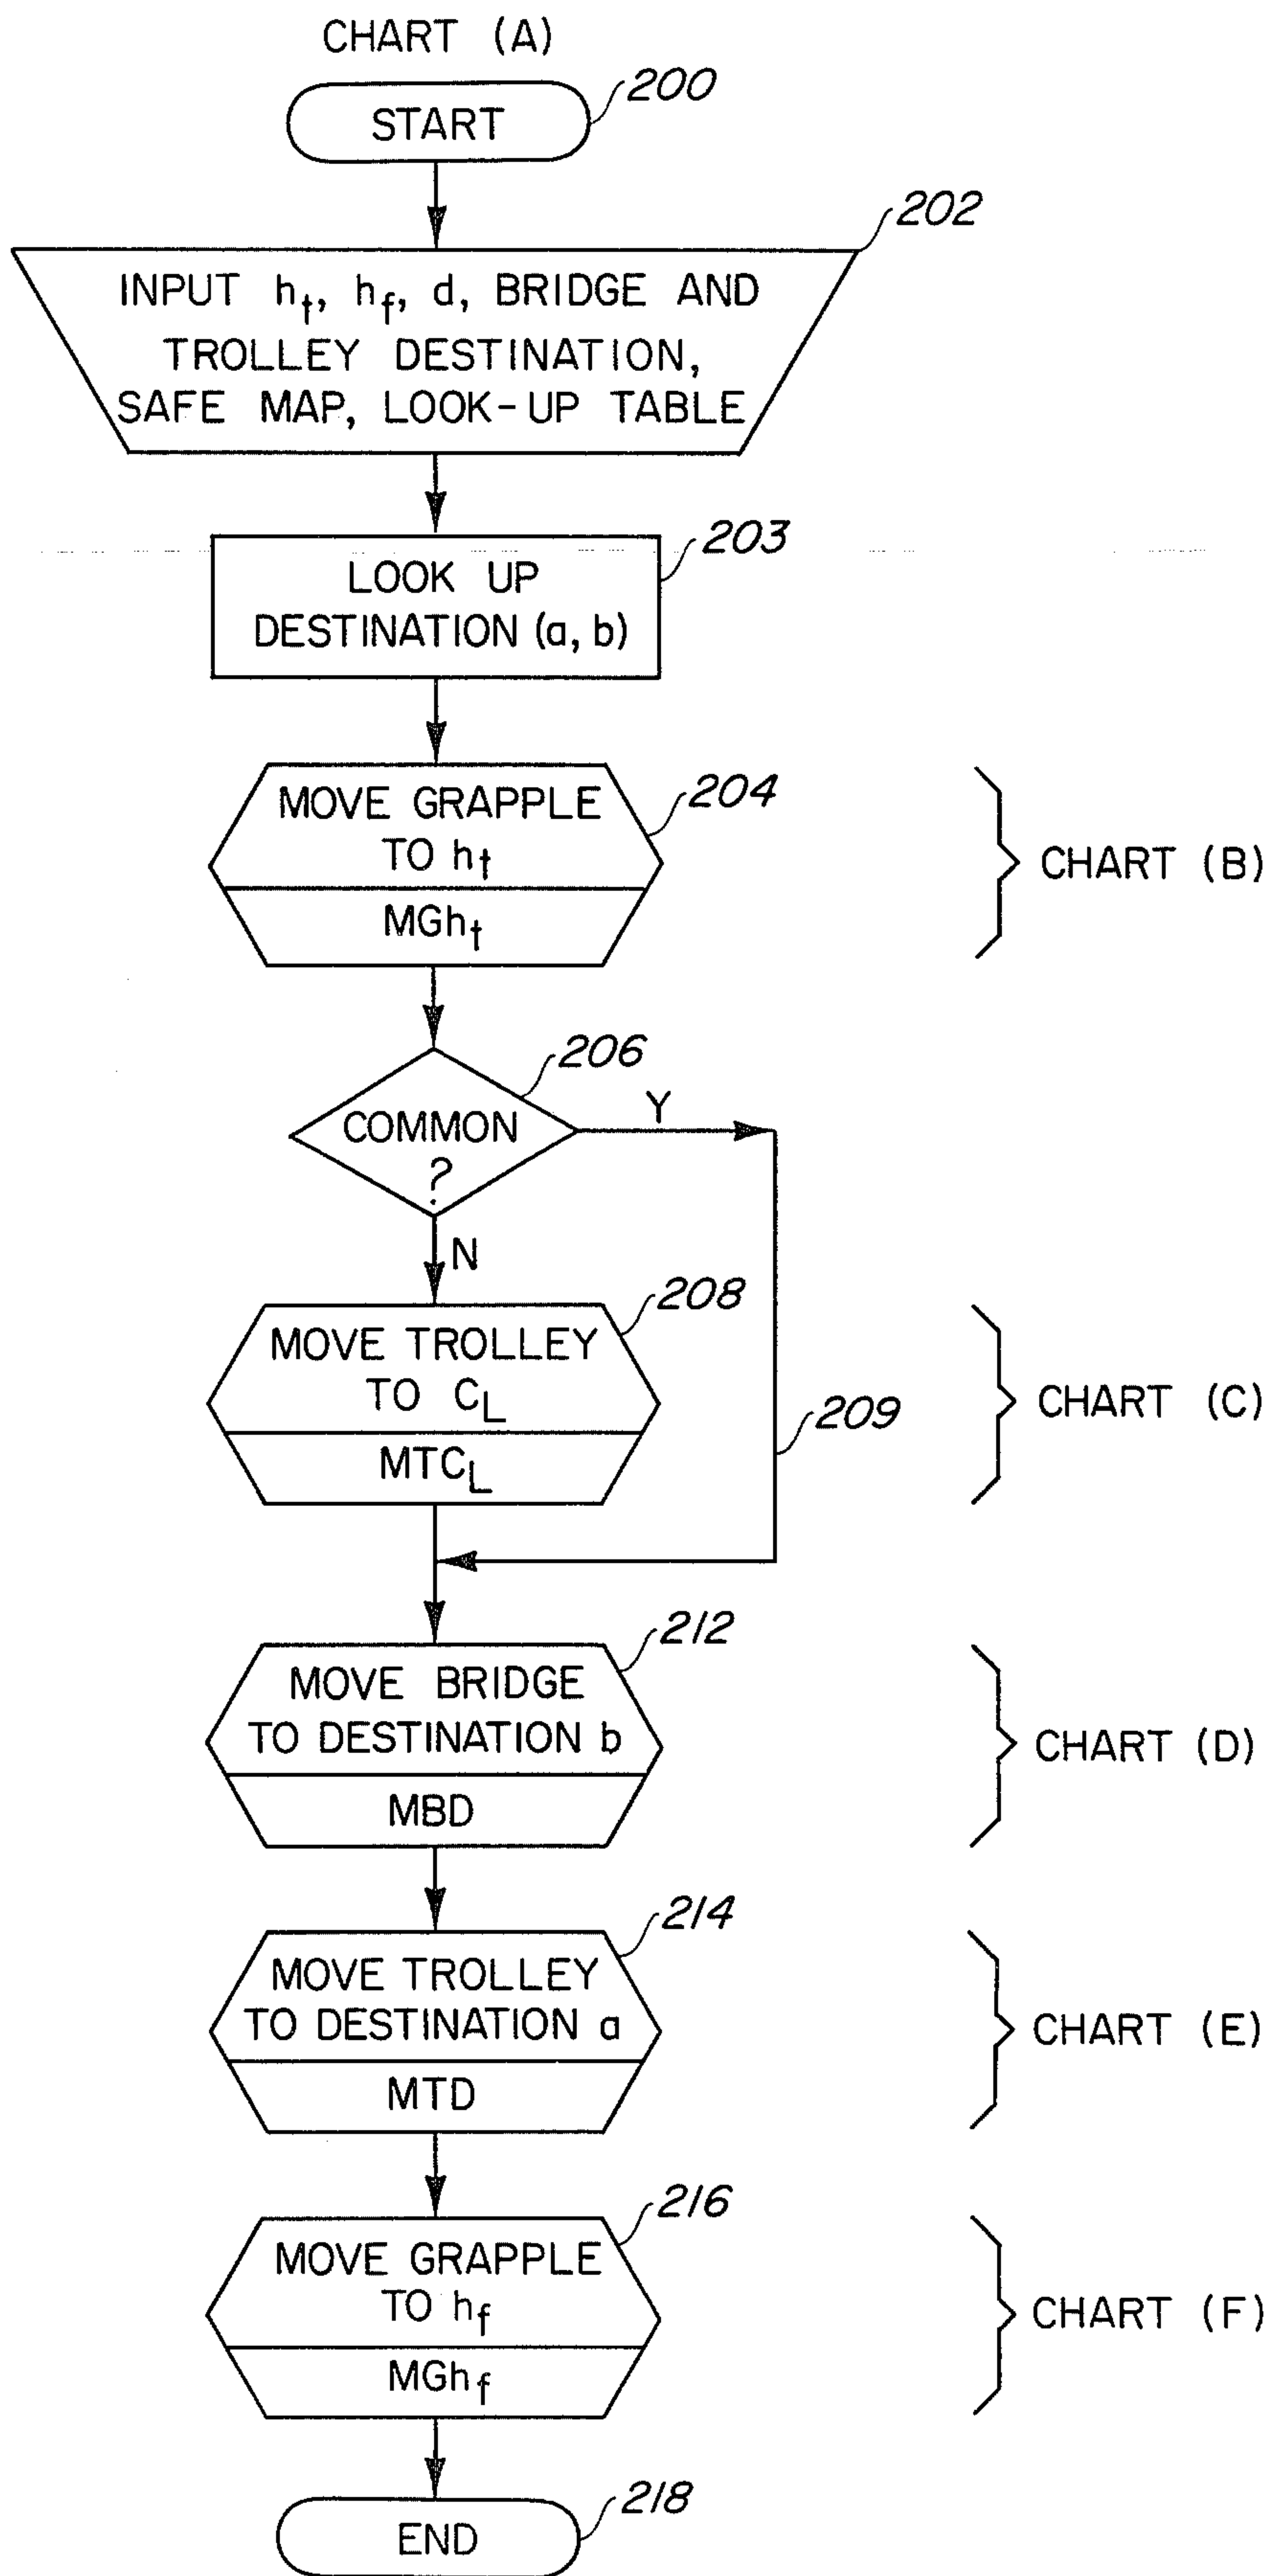 CHART (A)
START
200
202
INPUT ht, hf, d, BRIDGE AND
TROLLEY DESTINATION,
SAFE MAP, LOOK-UP TABLE
203
LOOK UP
DESTINATION (a, b)
204
MOVE GRAPPLE
TO ht
MGht
CHART (B)
206
COMMON
?
Y
N
208
MOVE TROLLEY
TO CL
MTCL
209
CHART (C)
212
MOVE BRIDGE
TO DESTINATION b
MBD
CHART (D)
214
MOVE TROLLEY
TO DESTINATION a
MTD
CHART (E)
216
MOVE GRAPPLE
TO hf
MGhf
CHART (F)
218
END